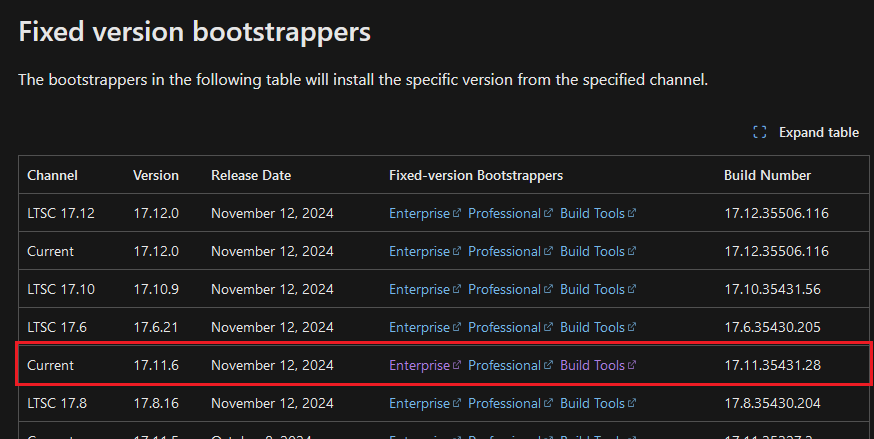 Fixed version bootstrappers
The bootstrappers in the following table will install the specific version from the specified channel.
Expand table
Channel Version Release Date Fixed-version Bootstrappers Build Number
LTSC 17.12 17.12.0 November 12, 2024 Enterprise Professional Build Tools 17.12.35506.116
Current 17.12.0 November 12, 2024 Enterprise Professional Build Tools 17.12.35506.116
LTSC 17.10 17.10.9 November 12, 2024 Enterprise Professional Build Tools 17.10.35431.56
LTSC 17.6 17.6.21 November 12, 2024 Enterprise Professional Build Tools 17.6.35430.205
Current 17.11.6 November 12, 2024 Enterprise Professional Build Tools 17.11.35431.28
LTSC 17.8 17.8.16 November 12, 2024 Enterprise Professional Build Tools 17.8.35430.204